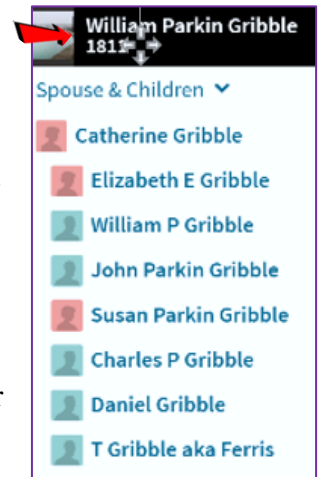 William Parkin Gribble
Spouse & Children
Catherine Gribble
Elizabeth E Gribble
William P Gribble
John Parkin Gribble
Susan Parkin Gribble
Charles P Gribble
Daniel Gribble
T Gribble aka Ferris